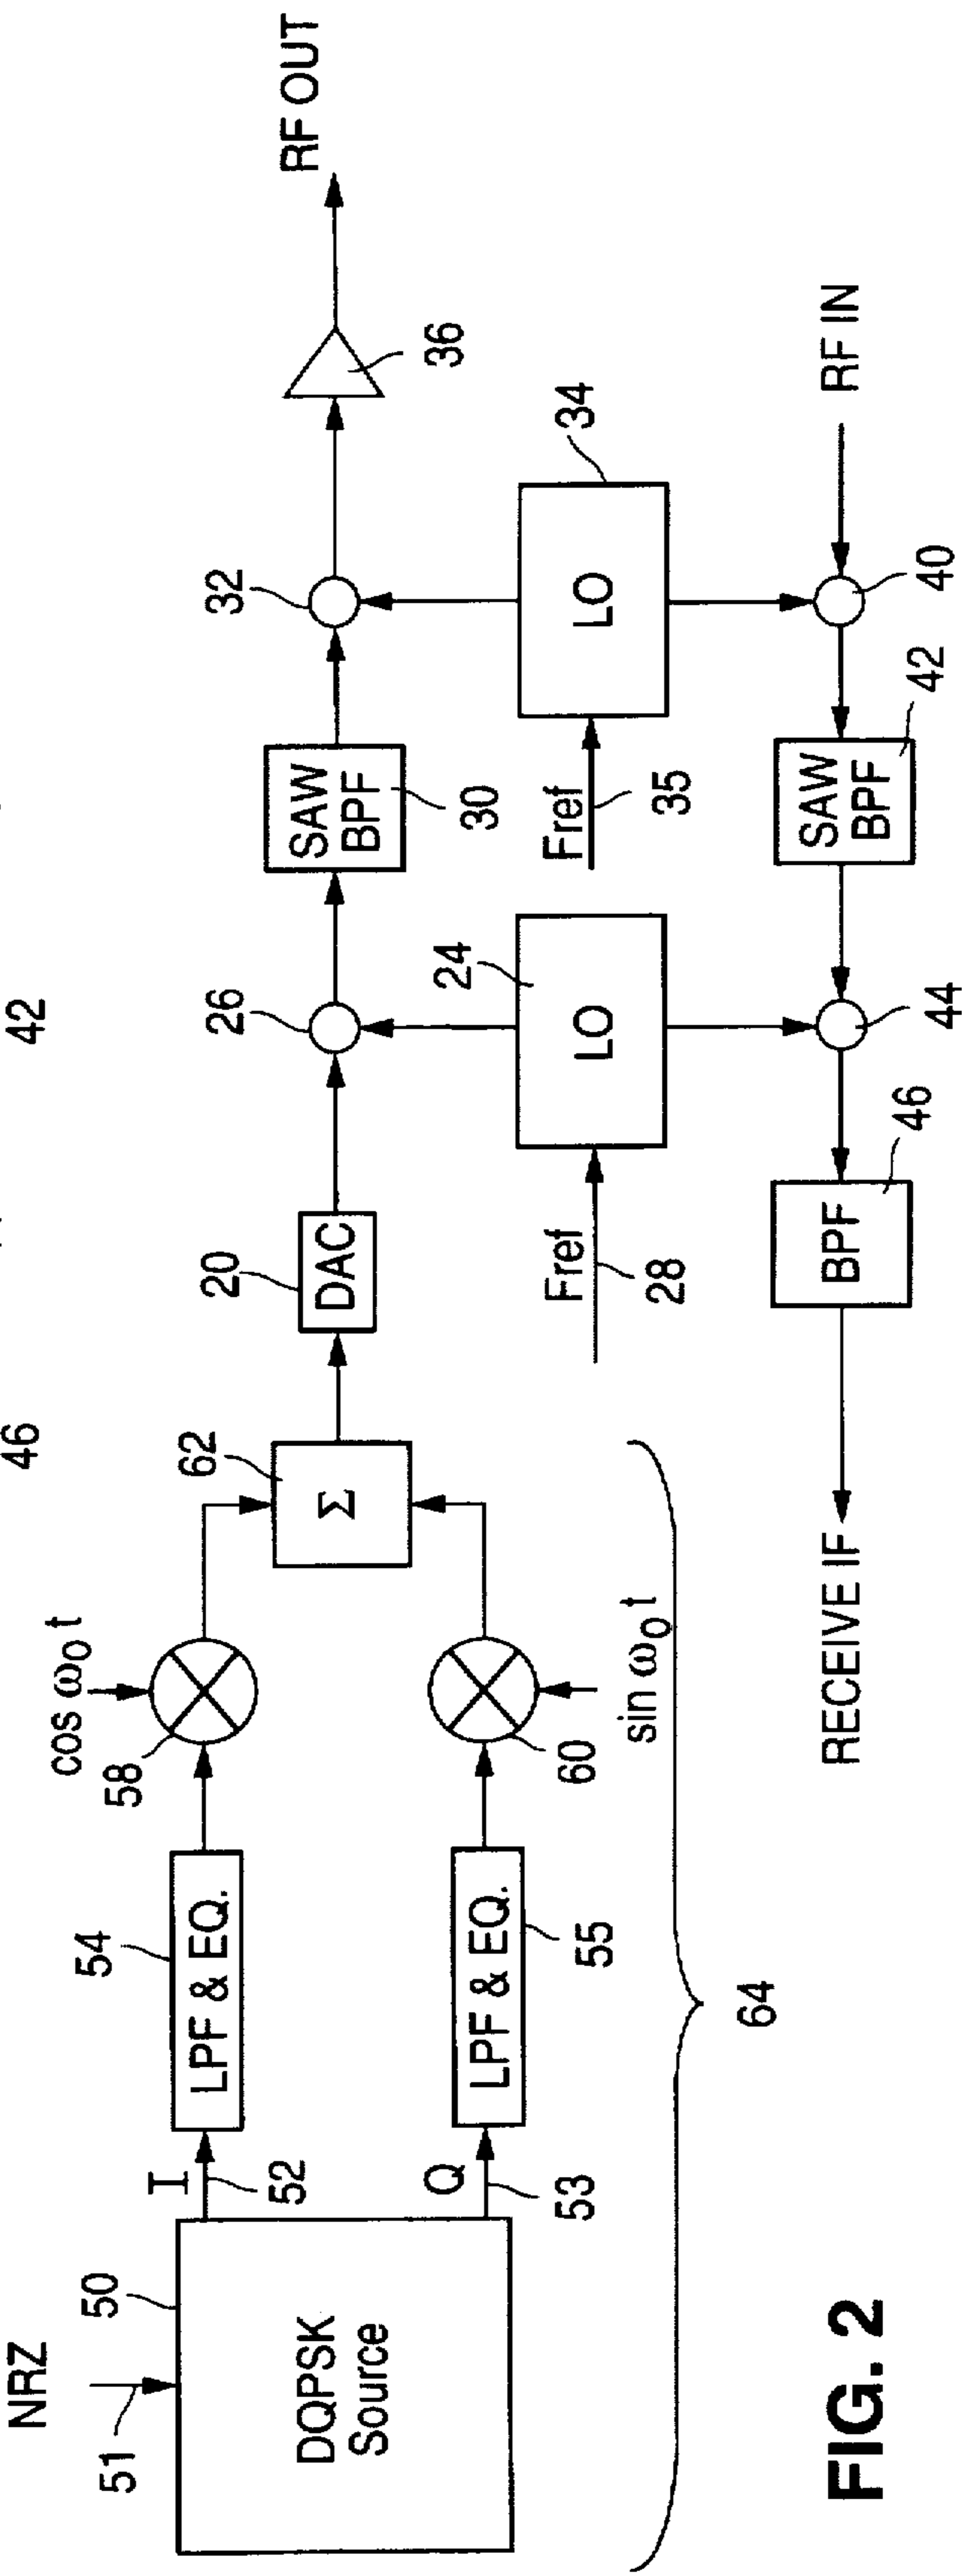 42
46
NRZ
51
50
DQPSK
Source
I
52
Q
53
54
LPF & EQ.
LPF & EQ.
55
cos ω₀ t
58
60
sin ω₀ t
62
Σ
64
20
DAC
26
24
LO
Fref
28
SAW
BPF
30
32
34
LO
Fref
35
36
RF OUT
RF IN
40
42
SAW
BPF
44
46
BPF
RECEIVE IF
FIG. 2